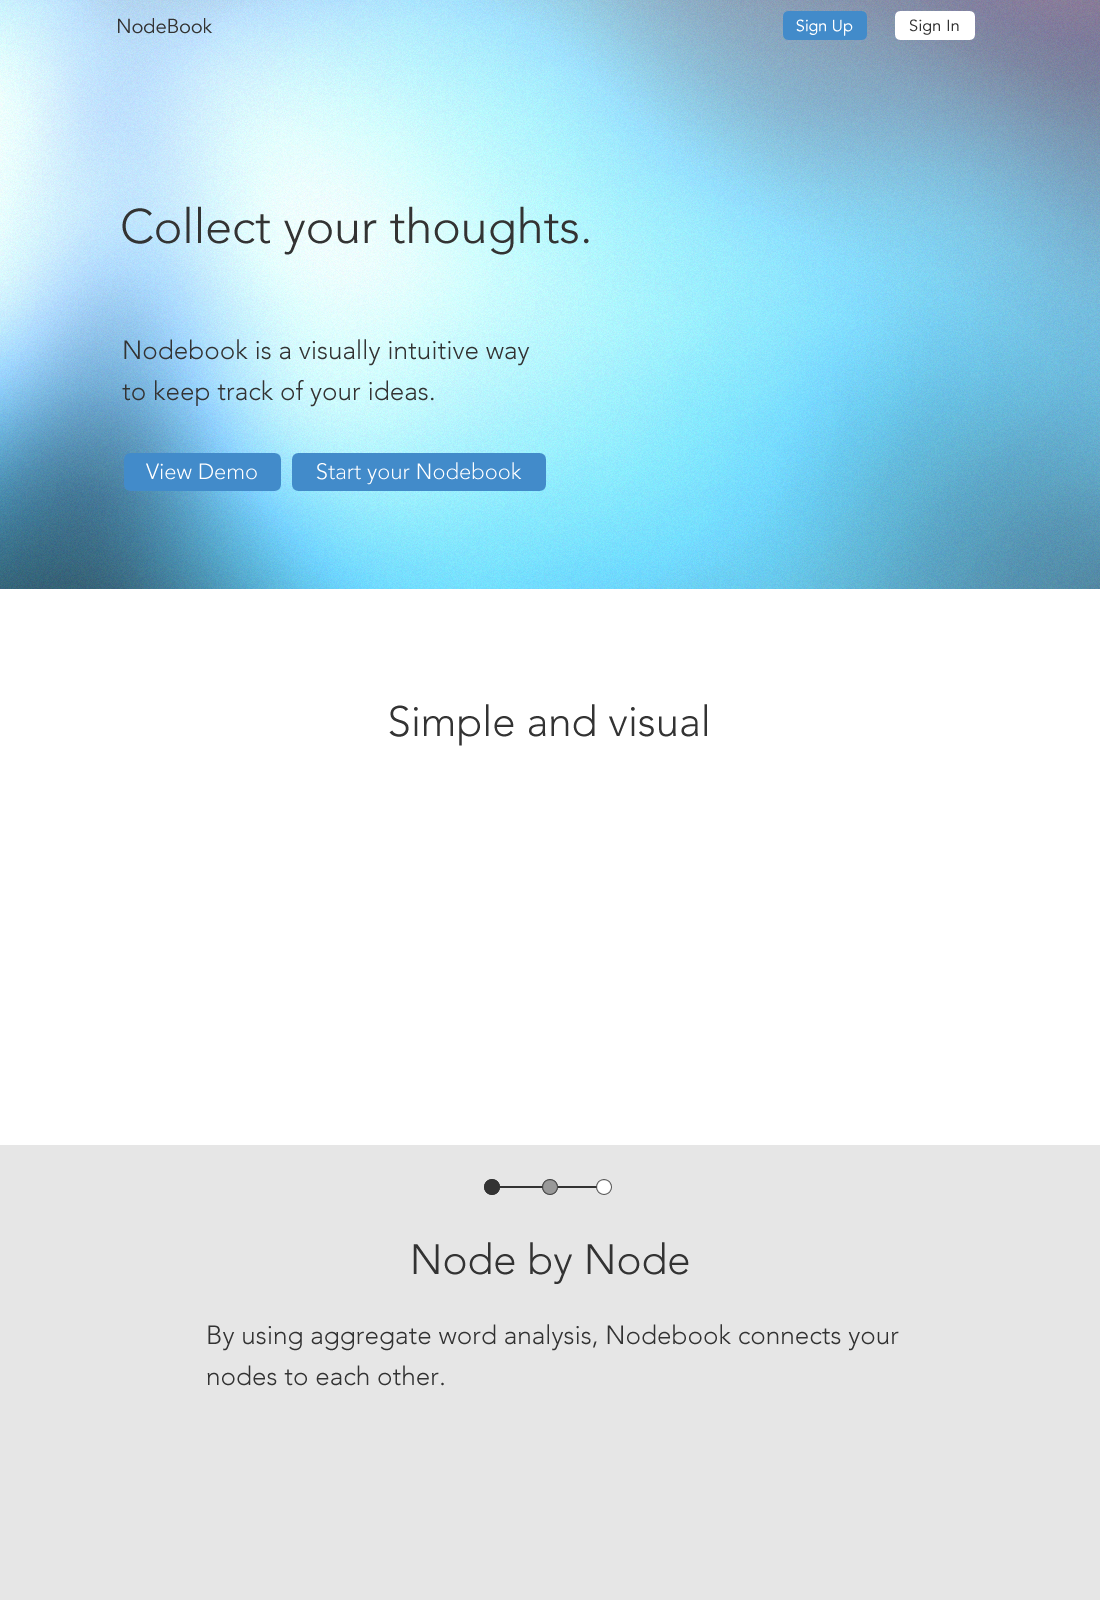 NodeBook
Sign Up
Sign In
Collect your thoughts.
Nodebook is a visually intuitive way
to keep track of your ideas.
View Demo
Start your Nodebook
Simple and visual
Node by Node
By using aggregate word analysis, Nodebook connects your
nodes to each other.